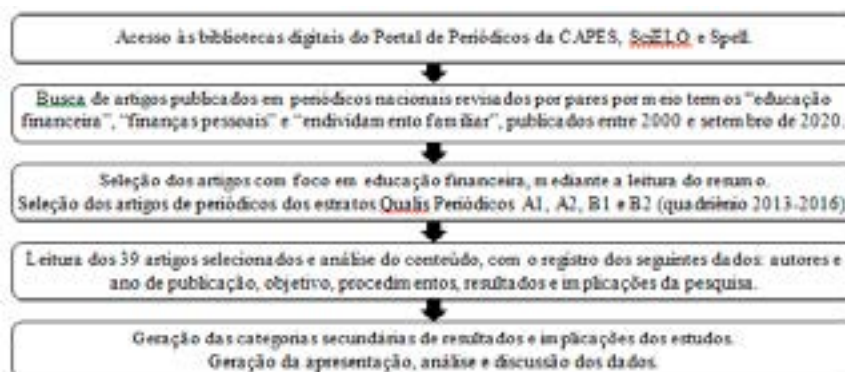 Acesso às bibliotecas digitais do Portal de Periódicos da CAPES, SciELO e Spell.
Busca de artigos publicados em periódicos nacionais revisados por pares por meio termos “educação
financeira”, “finanças pessoais” e “endividamento familiar”, publicados entre 2000 e setembro de 2020.
Seleção dos artigos com foco em educação financeira, mediante a leitura do resumo.
Seleção dos artigos de periódicos dos estratos Qualis Periódicos A1, A2, B1 e B2 (quadriênio 2013-2016)
Leitura dos 39 artigos selecionados e análise do conteúdo, com o registro dos seguintes dados: autores e
ano de publicação, objetivo, procedimentos, resultados e implicações da pesquisa.
Geração das categorias secundárias de resultados e implicações dos estudos.
Geração da apresentação, análise e discussão dos dados.